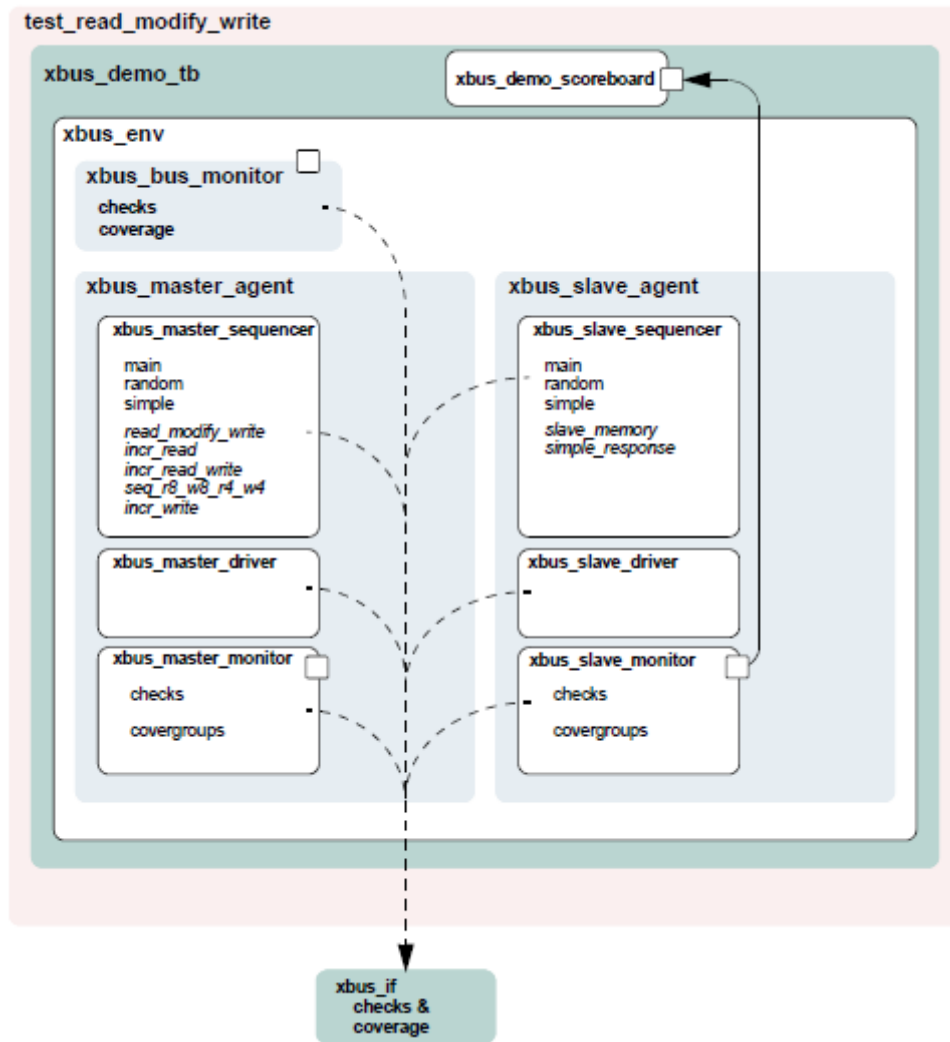 test_read_modify_write
xbus_demo_tb
xbus_demo_scoreboard
xbus_env
xbus_bus_monitor
checks
coverage
xbus_master_agent
xbus_master_sequencer
main
random
simple
read_modify_write
incr_read
incr_read_write
seq_r8_w8_r4_w4
incr_write
xbus_master_driver
xbus_master_monitor
checks
covergroups
xbus_slave_agent
xbus_slave_sequencer
main
random
simple
slave_memory
simple_response
xbus_slave_driver
xbus_slave_monitor
checks
covergroups
xbus_if
checks &
coverage